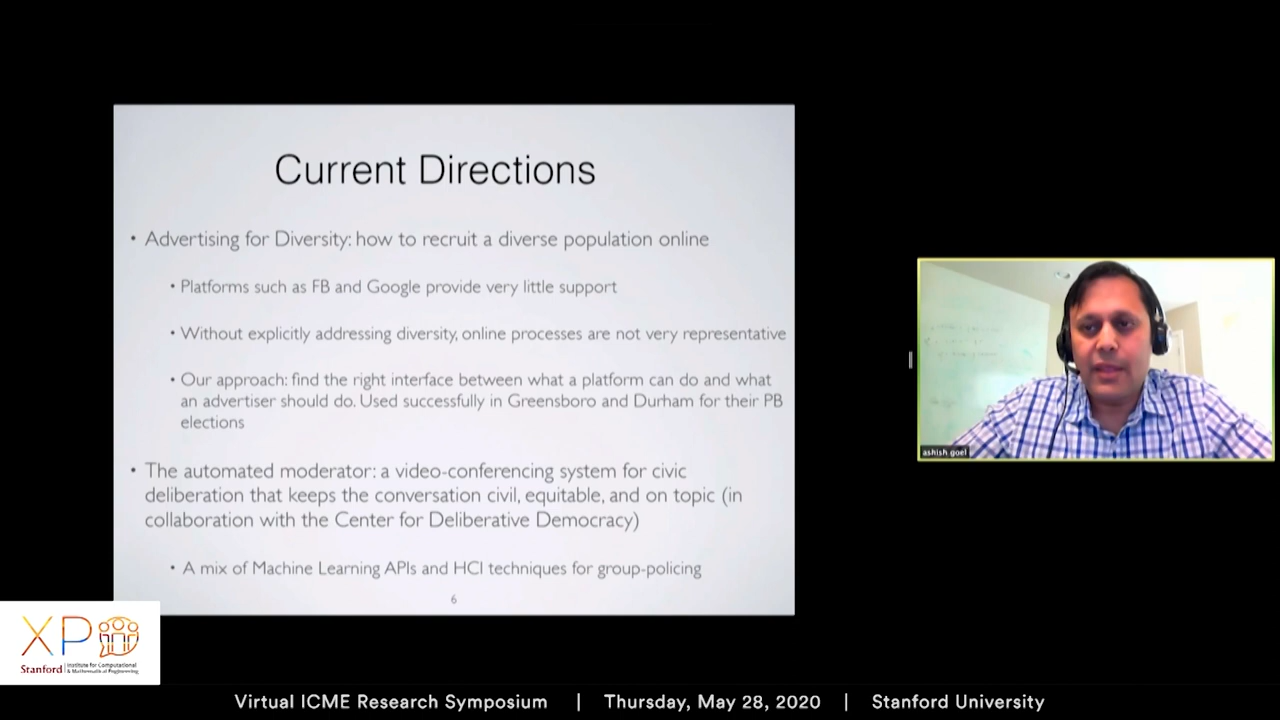 Current Directions
• Advertising for Diversity: how to recruit a diverse population online
• Platforms such as FB and Google provide very little support
• Without explicitly addressing diversity, online processes are not very representative
• Our approach: find the right interface between what a platform can do and what
an advertiser should do. Used successfully in Greensboro and Durham for their PB
elections
• The automated moderator: a video-conferencing system for civic
deliberation that keeps the conversation civil, equitable, and on topic (in
collaboration with the Center for Deliberative Democracy)
• A mix of Machine Learning APIs and HCI techniques for group-policing
6
ashish goel
XP
Stanford | Institute for Computational
& Mathematical Engineering
Virtual ICME Research Symposium | Thursday, May 28, 2020 | Stanford University